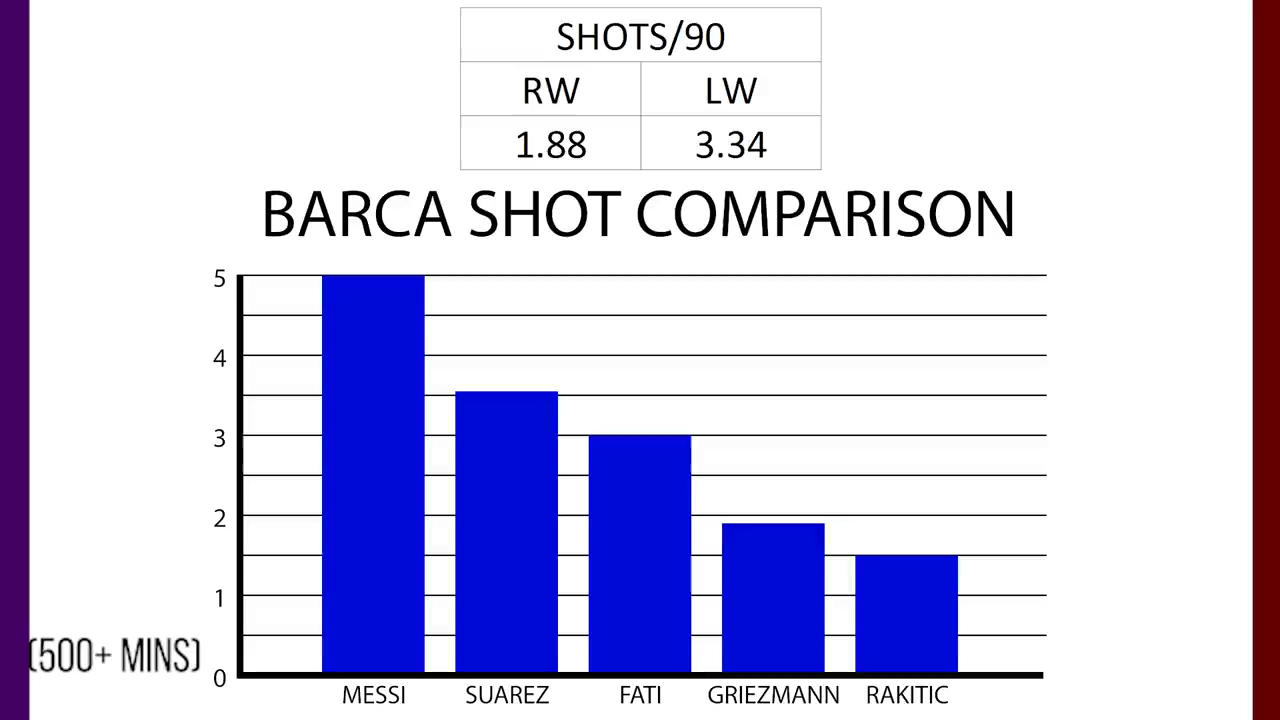 SHOTS/90
RW LW
1.88 3.34
BARCA SHOT COMPARISON
5
4
3
2
1
(500+ MINS)
0
MESSI SUAREZ FATI GRIEZMANN RAKITIC